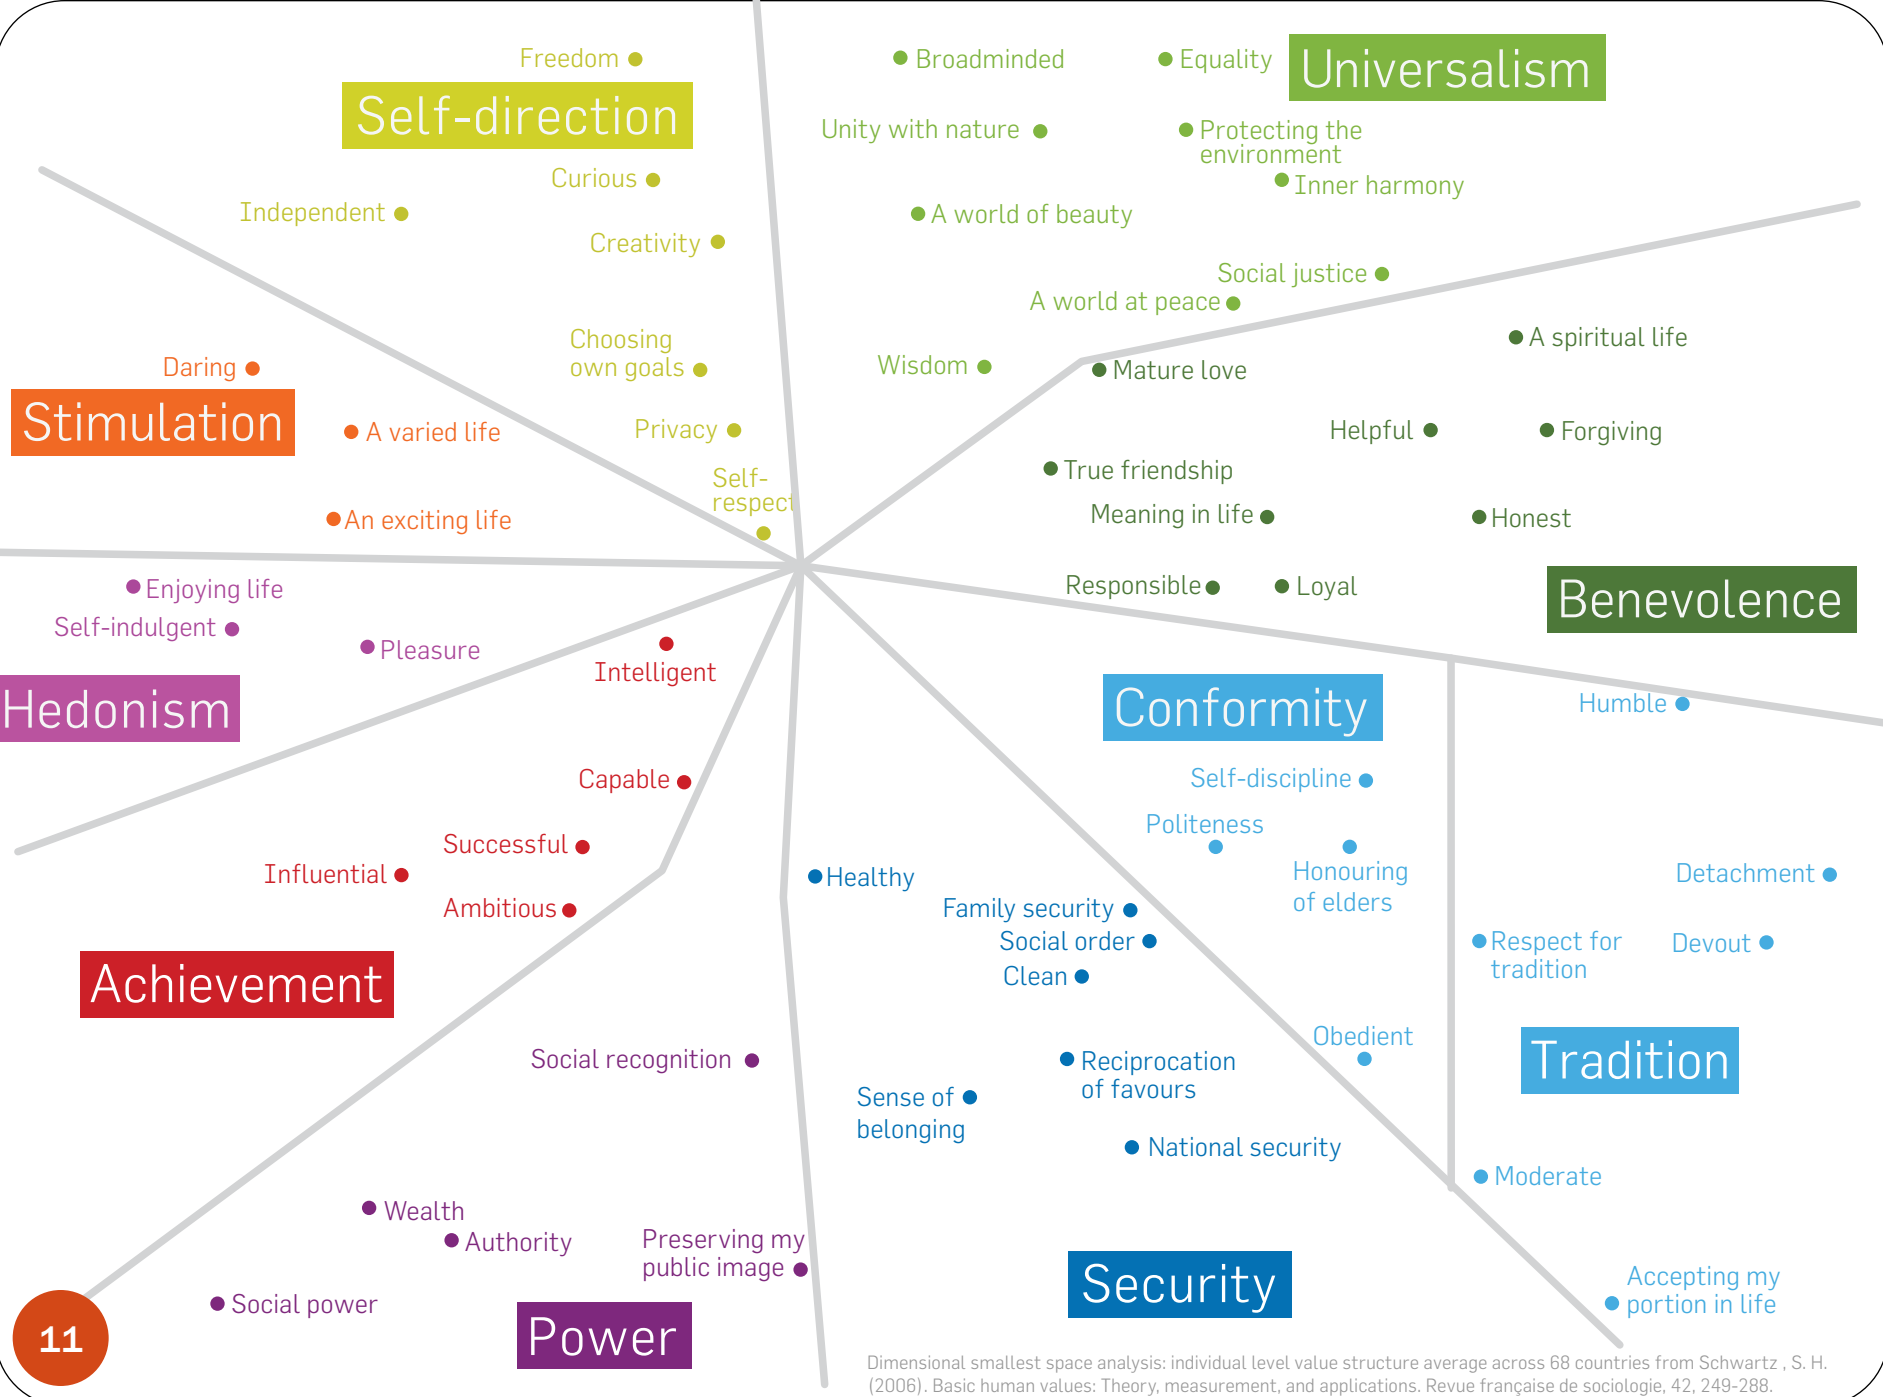 Freedom
Self-direction
Curious
Independent
Creativity
Choosing
own goals
Privacy
Self-
respect
Broadminded
Equality
Universalism
Unity with nature
Protecting the
environment
Inner harmony
A world of beauty
Social justice
A world at peace
Wisdom
Daring
Stimulation
A varied life
An exciting life
A spiritual life
Mature love
Helpful
Forgiving
True friendship
Meaning in life
Honest
Responsible
Loyal
Benevolence
Enjoying life
Self-indulgent
Pleasure
Hedonism
Intelligent
Capable
Successful
Influential
Ambitious
Achievement
Conformity
Self-discipline
Politeness
Honouring
of elders
Obedient
Humble
Detachment
Respect for
tradition
Devout
Tradition
Moderate
Accepting my
portion in life
Healthy
Family security
Social order
Clean
Reciprocation
of favours
Sense of
belonging
National security
Security
Social recognition
Wealth
Authority
Preserving my
public image
Social power
Power
11
Dimensional smallest space analysis: individual level value structure average across 68 countries from Schwartz , S. H.
(2006). Basic human values: Theory, measurement, and applications. Revue française de sociologie, 42, 249-288.